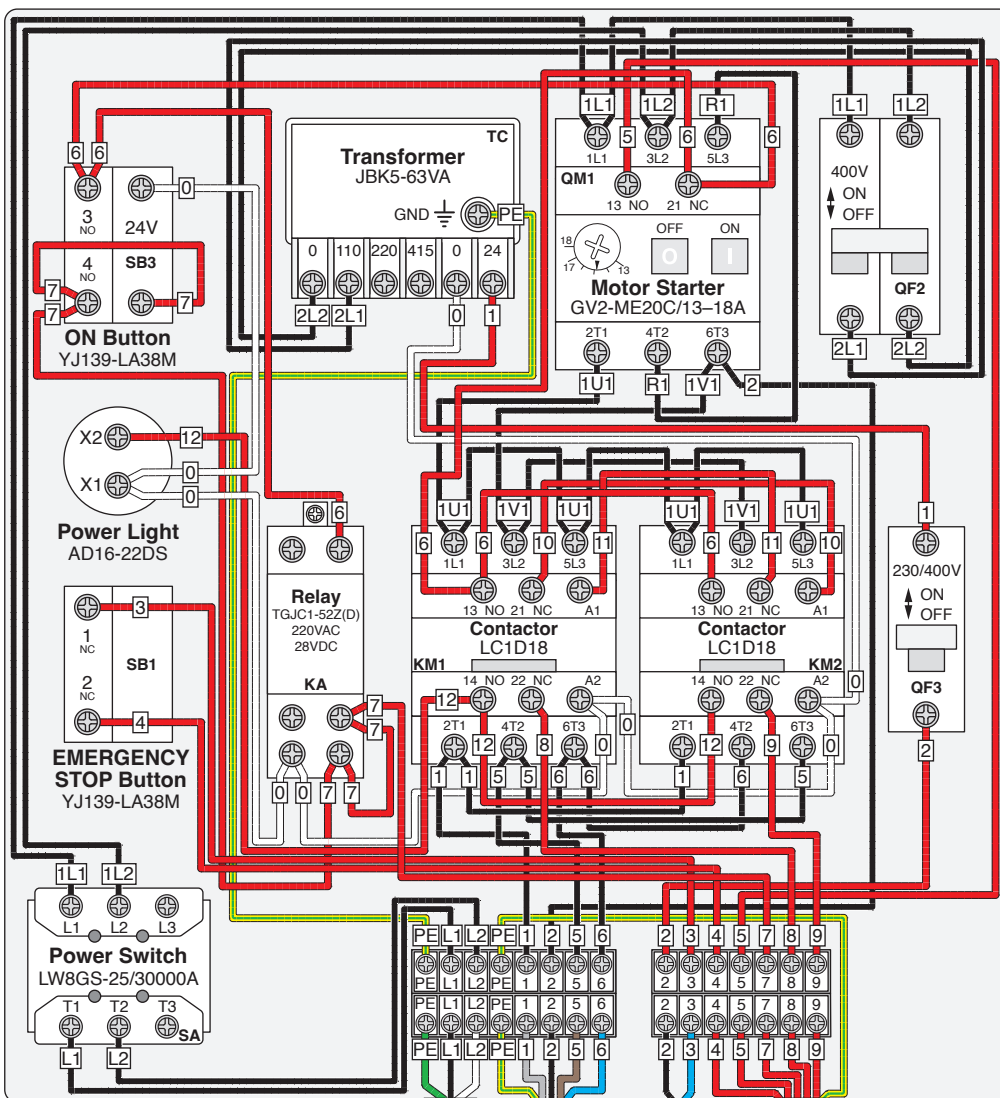 1L1 1L2 R1 1L1 1L2
TC
Transformer
JBK5-63VA
GND PE
0 110 220 415 0 24
2L2 2L1 0 1
6 6 0
3
NO
24V
4
NO
SB3
7 7 7
ON Button
YJ139-LA38M
1L1 3L2 5L3
5 6 6
QM1
13 NO 21 NC
OFF ON
18 17 13
O I
Motor Starter
GV2-ME20C/13–18A
2T1 4T2 6T3
1U1 R1 1V1 2
400V
ON
OFF
QF2
2L1 2L2
X2 12
X1 0
0
Power Light
AD16-22DS
6
Relay
TGJC1-52Z(D)
220VAC
28VDC
KA
7
7
0 0 7 7
3
1
NC
SB1
2
NC
4
EMERGENCY
STOP Button
YJ139-LA38M
1U1 1V1 1U1
6 6 10 11
1L1 3L2 5L3
13 NO 21 NC A1
Contactor
LC1D18
KM1
14 NO 22 NC A2
12
2T1 4T2 6T3
12 8 0
1 1 5 5 6 6
1U1 1V1 1U1
6 11 10
1L1 3L2 5L3
13 NO 21 NC A1
Contactor
LC1D18
KM2
14 NO 22 NC A2
0
0
2T1 4T2 6T3
12 9 0
1 6 5
1
230/400V
ON
OFF
QF3
2
1L1 1L2
L1 L2 L3
Power Switch
LW8GS-25/30000A
T1 T2 T3
SA
L1 L2
PE L1 L2 PE 1 2 5 6
PE L1 L2 PE 1 2 5 6
PE L1 L2 PE 1 2 5 6
PE L1 L2 PE 1 2 5 6
2 3 4 5 7 8 9
2 3 4 5 7 8 9
2 3 4 5 7 8 9
2 3 4 5 7 8 9